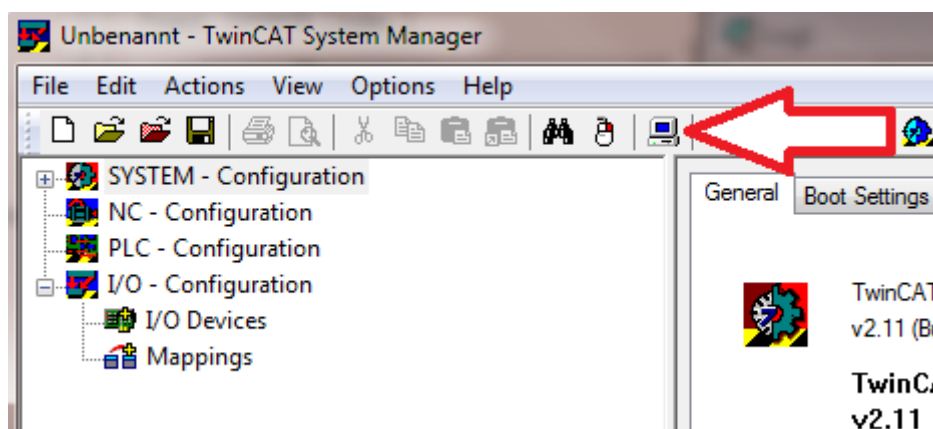 Unbenannt - TwinCAT System Manager
File Edit Actions View Options Help
SYSTEM - Configuration
NC - Configuration
PLC - Configuration
I/O - Configuration
I/O Devices
Mappings
General Boot Settings
TwinCAT
v2.11 (Bu
TwinCA
v2.11